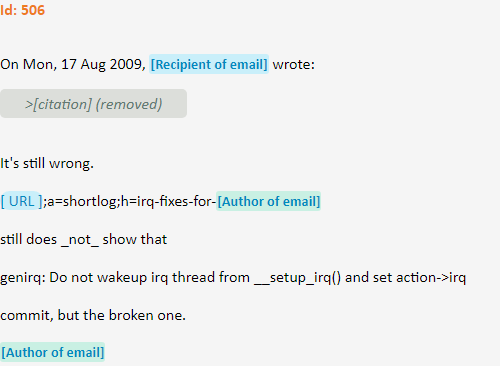 Id: 506
On Mon, 17 Aug 2009, [Recipient of email] wrote:
>[citation] (removed)
It's still wrong.
[ URL ];a=shortlog;h=irq-fixes-for-[Author of email]
still does _not_ show that
genirq: Do not wakeup irq thread from __setup_irq() and set action->irq
commit, but the broken one.
[Author of email]